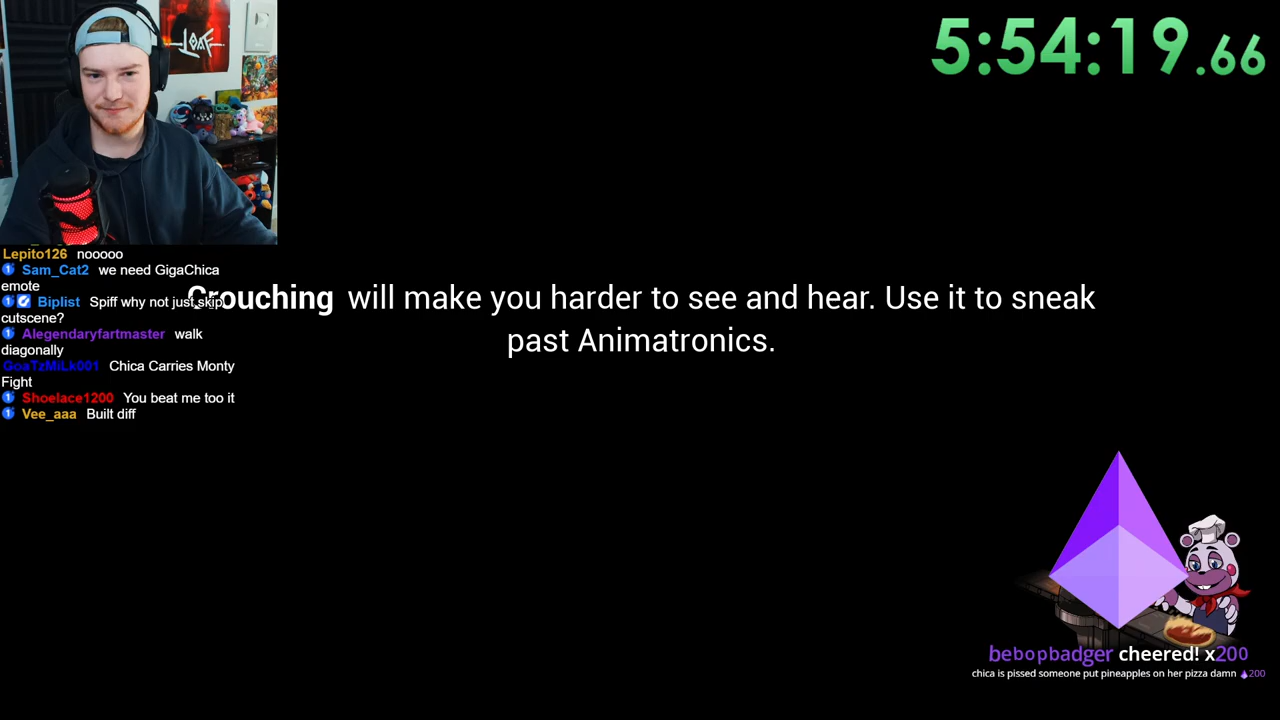 LOAF
5:54:19.66
Lepito126 nooooo
Sam_Cat2 we need GigaChica
emote
Biplist Spiff why not just skip
cutscene?
Alegendaryfartmaster walk
diagonally
GoaTzMiLk001 Chica Carries Monty
Fight
Shoelace1200 You beat me too it
Vee_aaa Built diff
Crouching will make you harder to see and hear. Use it to sneak
past Animatronics.
bebopbadger cheered! x200
chica is pissed someone put pineapples on her pizza damn 200